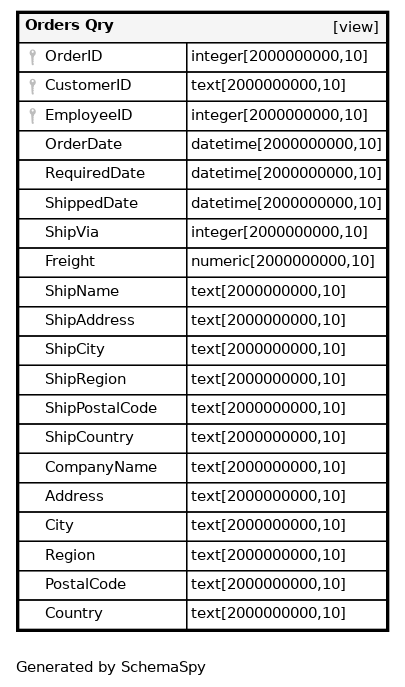 Orders Qry [view]
OrderID integer[2000000000,10]
CustomerID text[2000000000,10]
EmployeeID integer[2000000000,10]
OrderDate datetime[2000000000,10]
RequiredDate datetime[2000000000,10]
ShippedDate datetime[2000000000,10]
ShipVia integer[2000000000,10]
Freight numeric[2000000000,10]
ShipName text[2000000000,10]
ShipAddress text[2000000000,10]
ShipCity text[2000000000,10]
ShipRegion text[2000000000,10]
ShipPostalCode text[2000000000,10]
ShipCountry text[2000000000,10]
CompanyName text[2000000000,10]
Address text[2000000000,10]
City text[2000000000,10]
Region text[2000000000,10]
PostalCode text[2000000000,10]
Country text[2000000000,10]
Generated by SchemaSpy